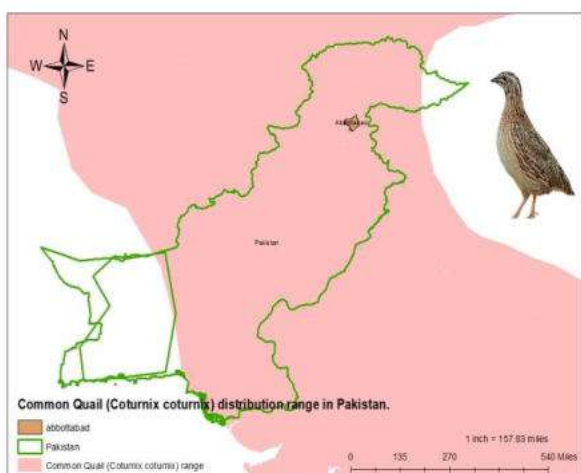 N
W E
S
Pakistan
Common Quail (Coturnix coturnix) distribution range in Pakistan.
abbottabad
Pakistan
Common Quail (Coturnix coturnix) range
1 inch = 157.83 miles
0 135 270 540 Miles